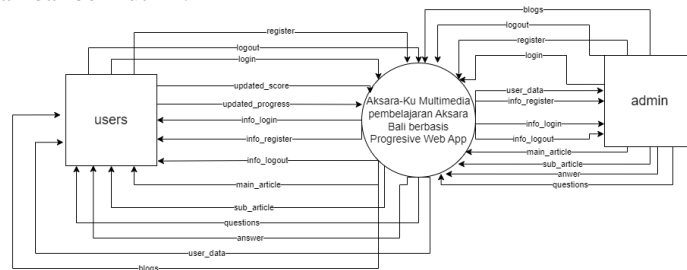 blogs
logout
register
login
register
logout
login
updated_score
updated_progress
info_login
info_register
info_logout
main_article
sub_article
questions
answer
user_data
blogs
users
Aksara-Ku Multimedia
pembelajaran Aksara
Bali berbasis
Progresive Web App
user_data
info_register
info_login
info_logout
main_article
sub_article
anwer
questions
admin